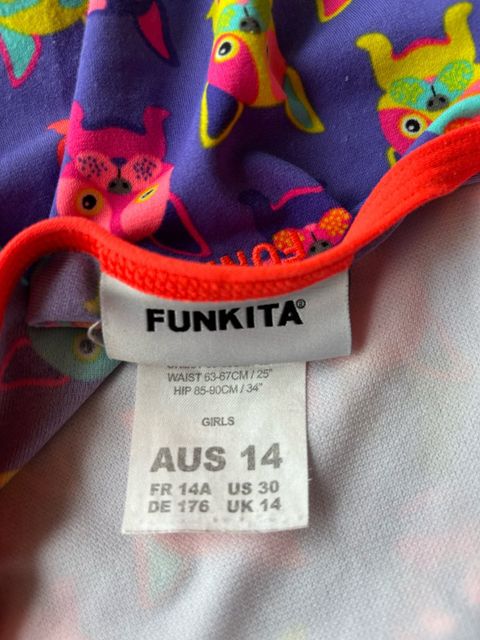 FUNKITA®
WAIST 63-67CM / 25"
HIP 85-90CM / 34"
GIRLS
AUS 14
FR 14A US 30
DE 176 UK 14